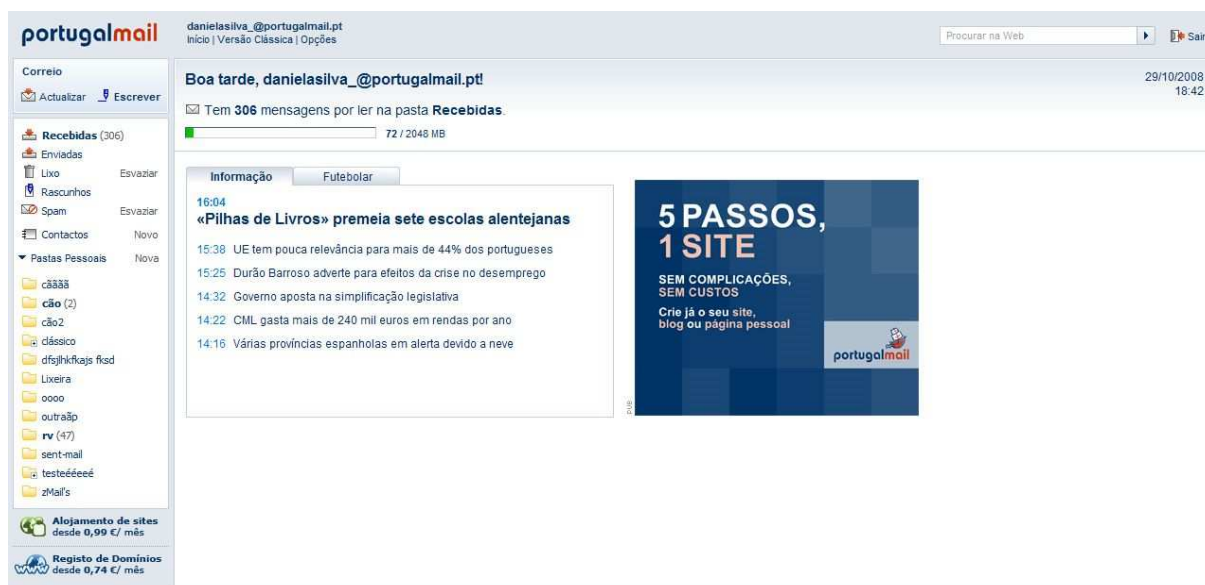 portugalmail
danielasilva_@portugalmail.pt
Início | Versão Clássica | Opções
Procurar na Web
Sair
Correio
Actualizar Escrever
Recebidas (306)
Enviadas
Lixo Esvaziar
Rascunhos
Spam Esvaziar
Contactos Novo
Pastas Pessoais Nova
cãããã
cão (2)
cão2
clássico
dfsjlhkfkajs fksd
Lixeira
oooo
outraãp
rv (47)
sent-mail
testeééeeé
zMail's
Alojamento de sites
desde 0,99 €/ mês
www
Registo de Domínios
desde 0,74 €/ mês
Boa tarde, danielasilva_@portugalmail.pt!
29/10/2008
18:42
Tem 306 mensagens por ler na pasta Recebidas.
72 / 2048 MB
Informação Futebolar
16:04
«Pilhas de Livros» premeia sete escolas alentejanas
15:38 UE tem pouca relevância para mais de 44% dos portugueses
15:25 Durão Barroso adverte para efeitos da crise no desemprego
14:32 Governo aposta na simplificação legislativa
14:22 CML gasta mais de 240 mil euros em rendas por ano
14:16 Várias províncias espanholas em alerta devido a neve
PUB
5 PASSOS,
1 SITE
SEM COMPLICAÇÕES,
SEM CUSTOS
Crie já o seu site,
blog ou página pessoal
portugalmail